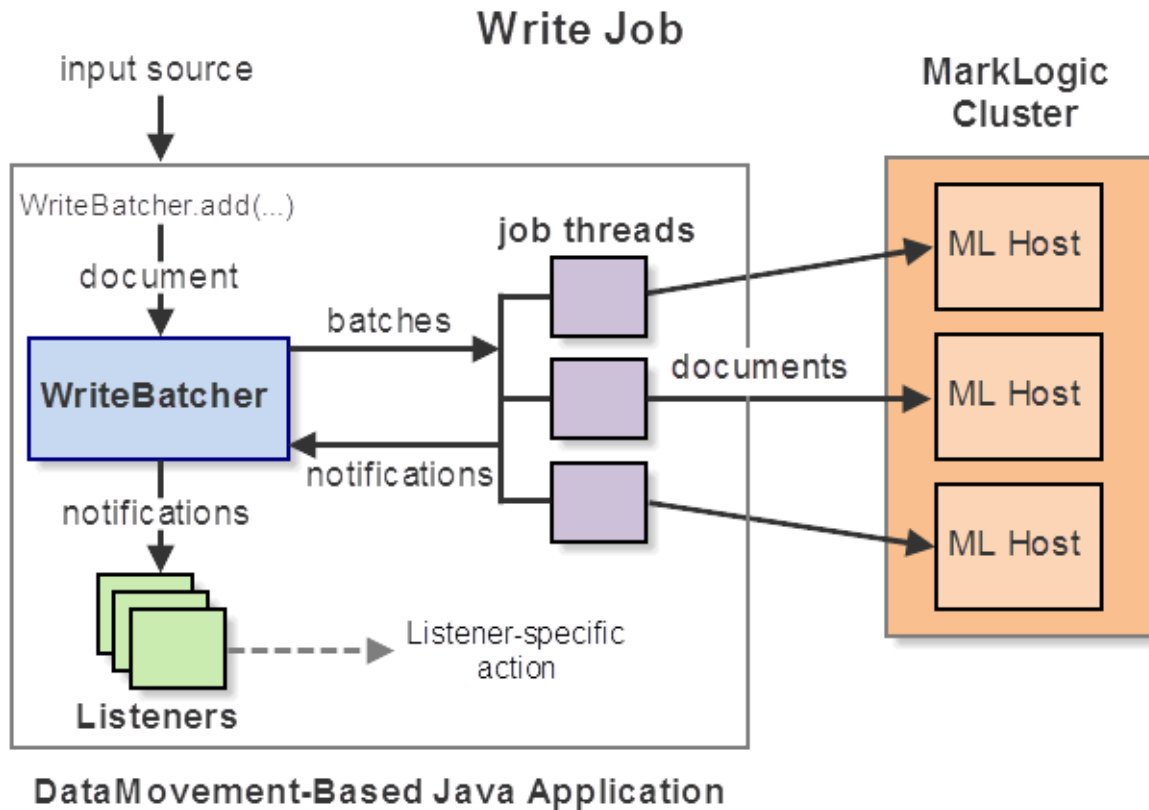 Write Job
input source
MarkLogic
Cluster
WriteBatcher.add(...)
job threads
ML Host
document
batches
documents
WriteBatcher
ML Host
notifications
notifications
ML Host
Listener-specific
action
Listeners
DataMovement-Based Java Application